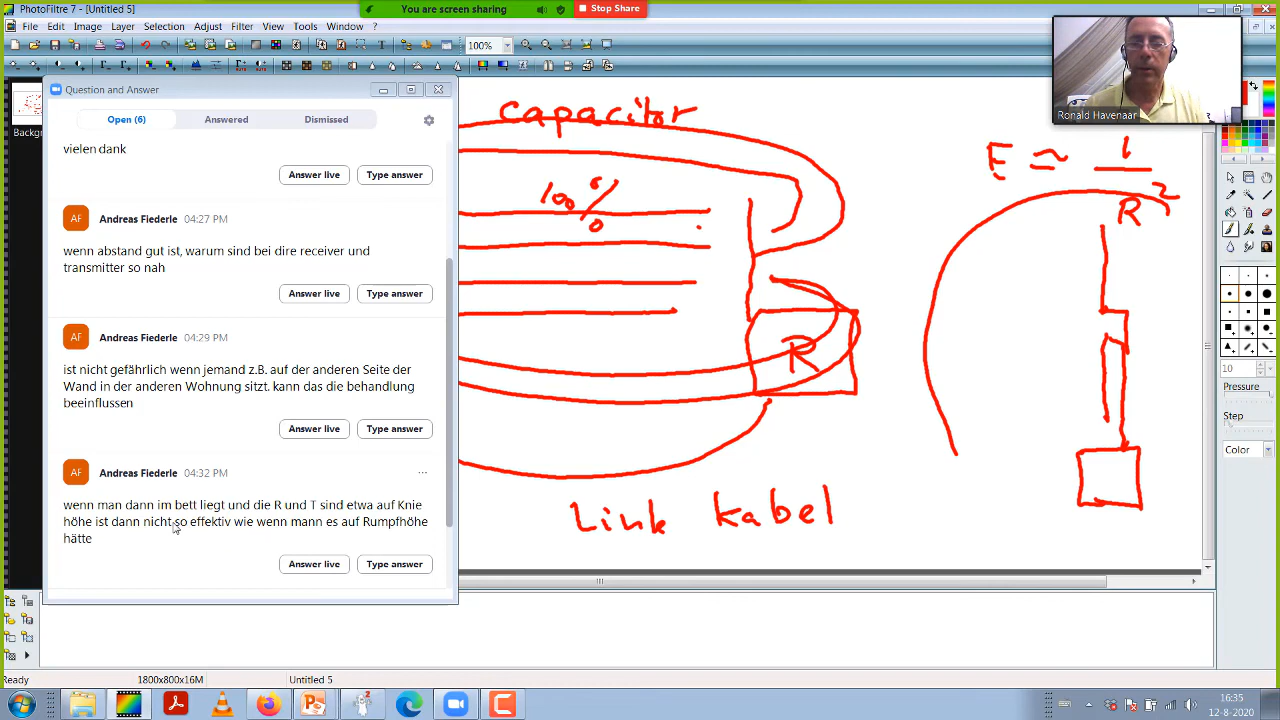 PhotoFiltre 7 - [Untitled 5]
You are screen sharing
Stop Share
File Edit Image Layer Selection Adjust Filter View Tools Window
100%
Ronald Havenaar
Backg
Question and Answer
Open (6) Answered Dismissed
vielen dank
Answer live Type answer
AF Andreas Fiederle 04:27 PM
wenn abstand gut ist, warum sind bei dire receiver und
transmitter so nah
Answer live Type answer
AF Andreas Fiederle 04:29 PM
ist nichgefährlich wenn jemand z.B. auf der anderen Seite der
Wand in der anderen Wohnung sitzt. kann das die behandlung
beeinflussen
Answer live Type answer
AF Andreas Fiederle 04:32 PM
wenn man dann im bett liegt und die R und T sind etwa auf Knie
höhe ist dann nicht so effektiv wie wenn mann es auf Rumpfhöhe
hätte
Answer live Type answer
capacitor
100%
R
Link kabel
E ≈ 1
R²
10
Pressure
Step
Color
Ready 1800x800x16M Untitled 5
16:35
12-8-2020